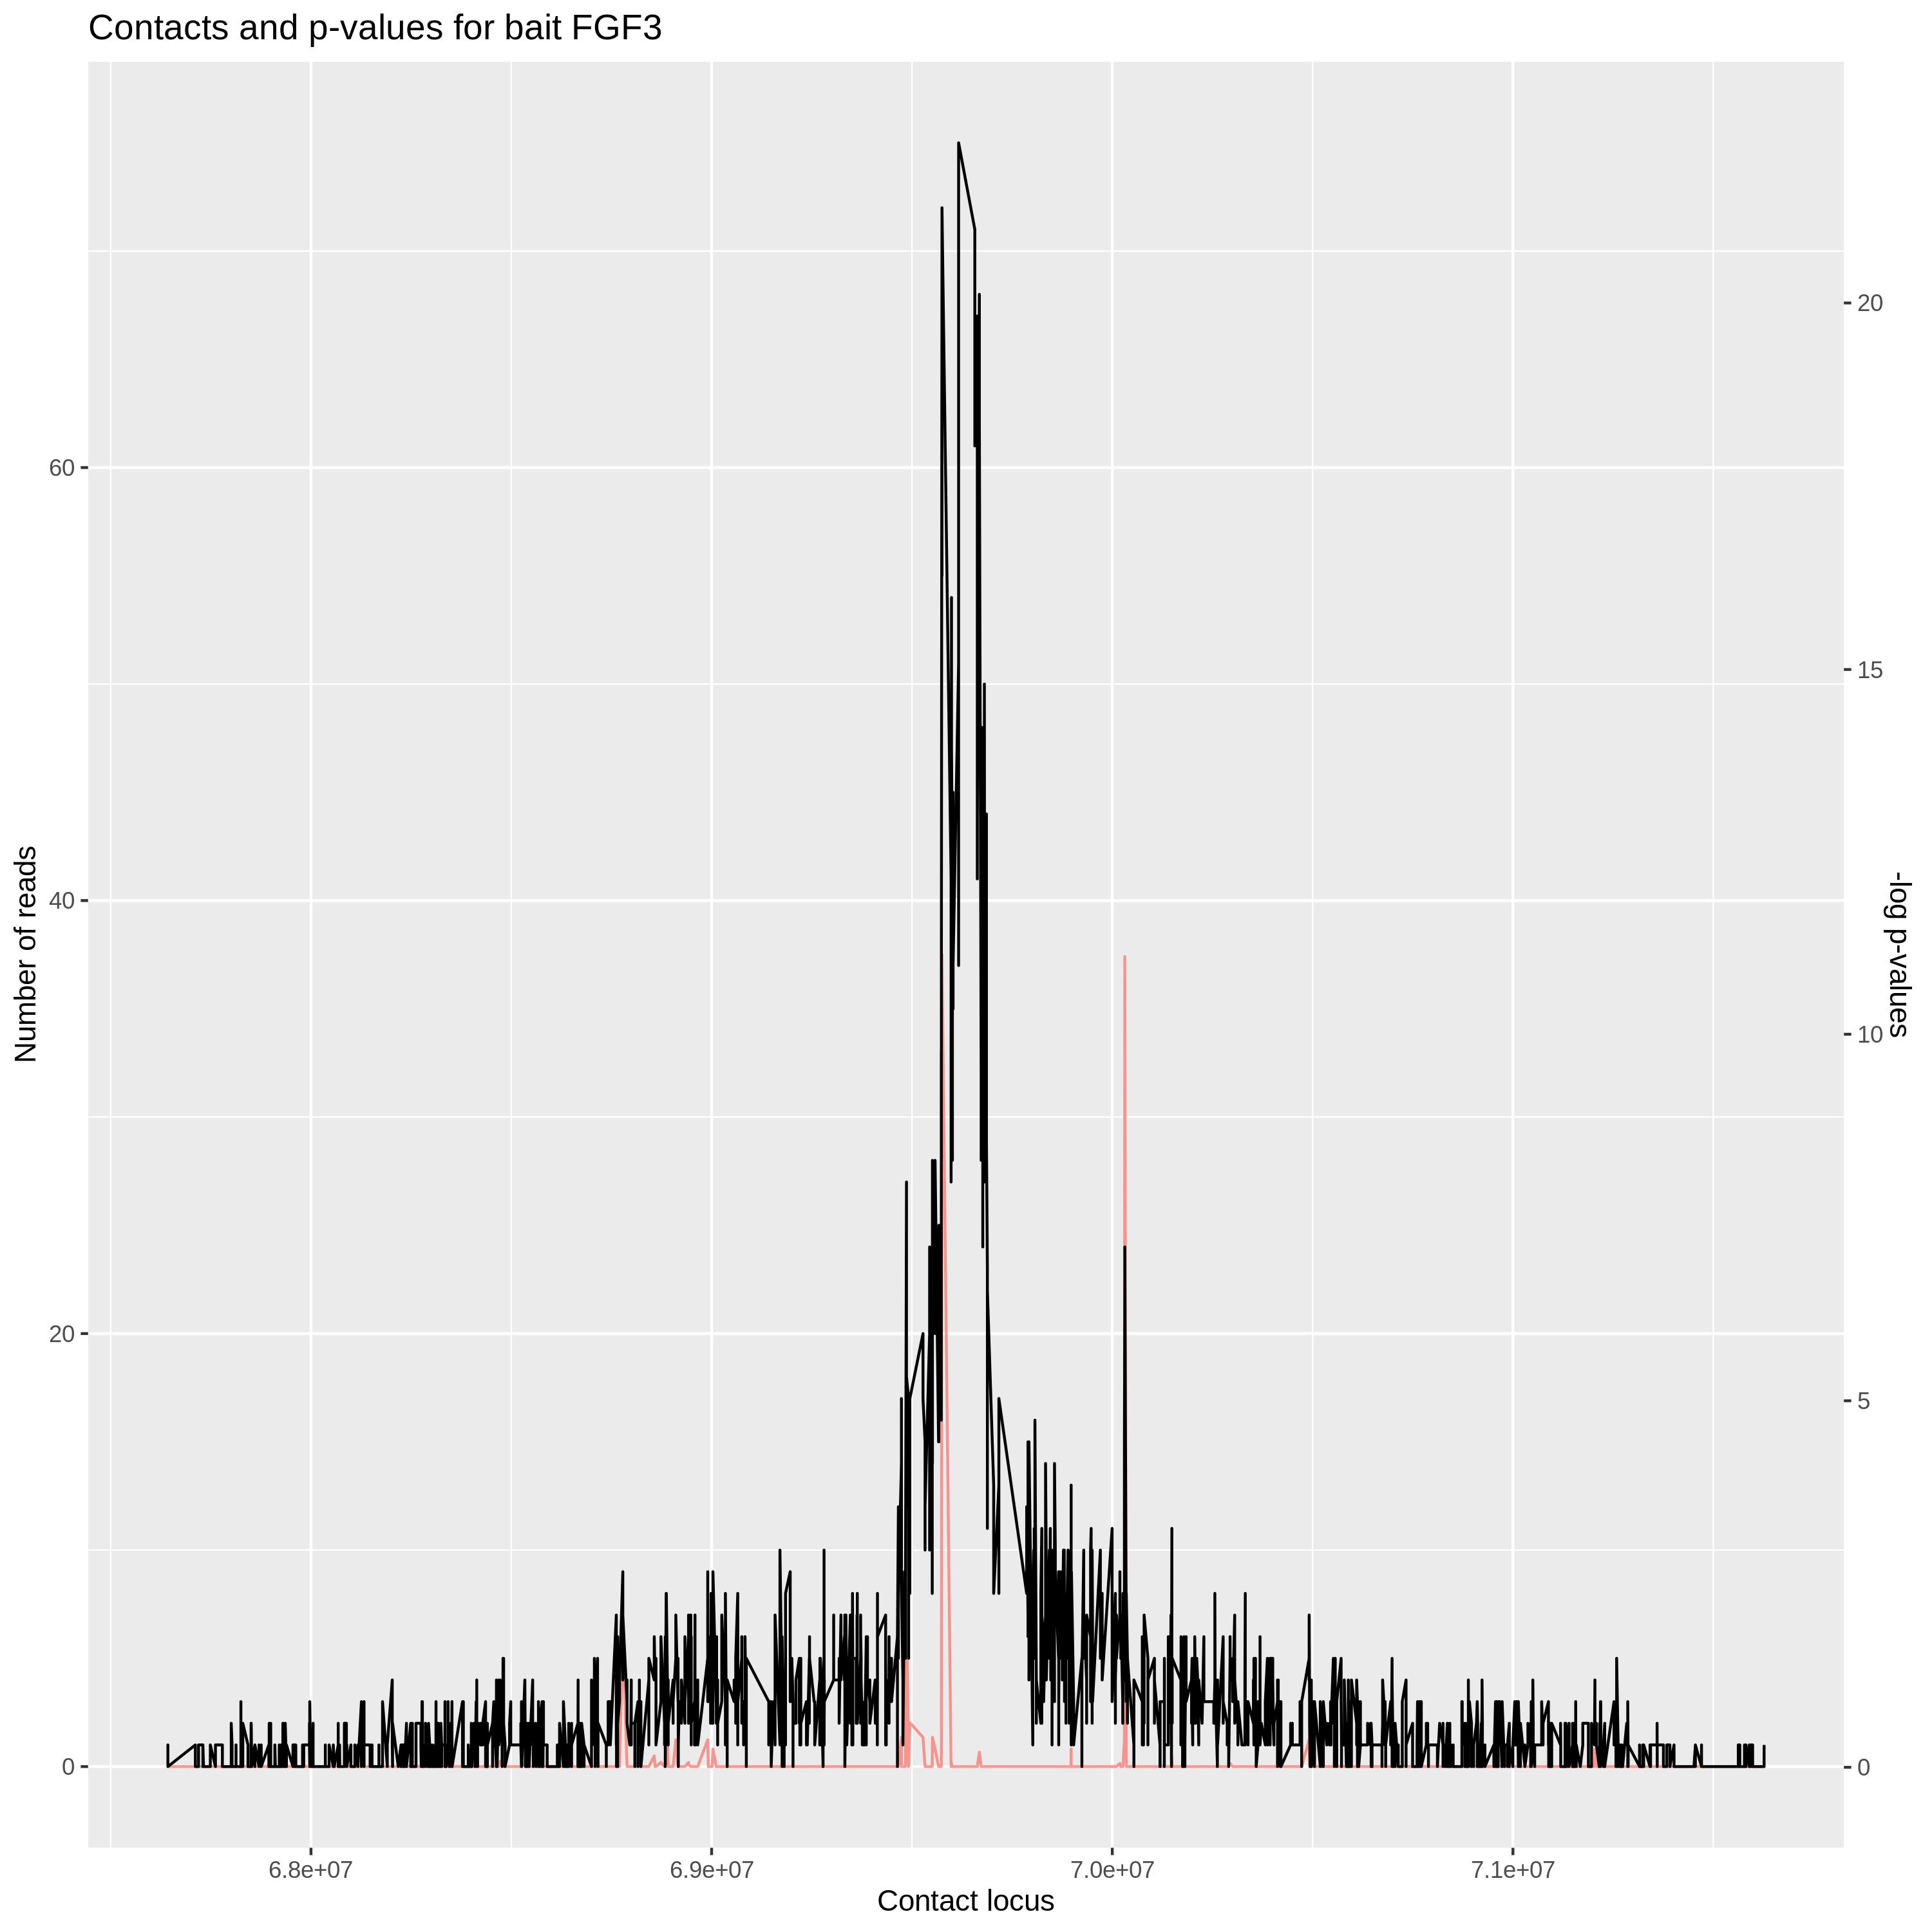 Contacts and p-values for bait FGF3
Number of reads
60
40
20
0
20
15
10
5
0
-log p-values
6.8e+07
6.9e+07
7.0e+07
7.1e+07
Contact locus